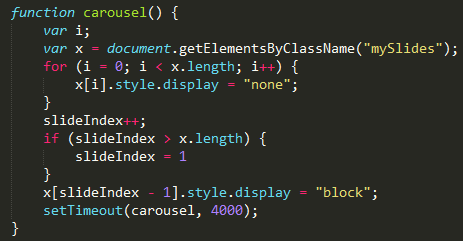 function carousel() {
    var i;
    var x = document.getElementsByClassName("mySlides");
    for (i = 0; i < x.length; i++) {
        x[i].style.display = "none";
    }
    slideIndex++;
    if (slideIndex > x.length) {
        slideIndex = 1
    }
    x[slideIndex - 1].style.display = "block";
    setTimeout(carousel, 4000);
}